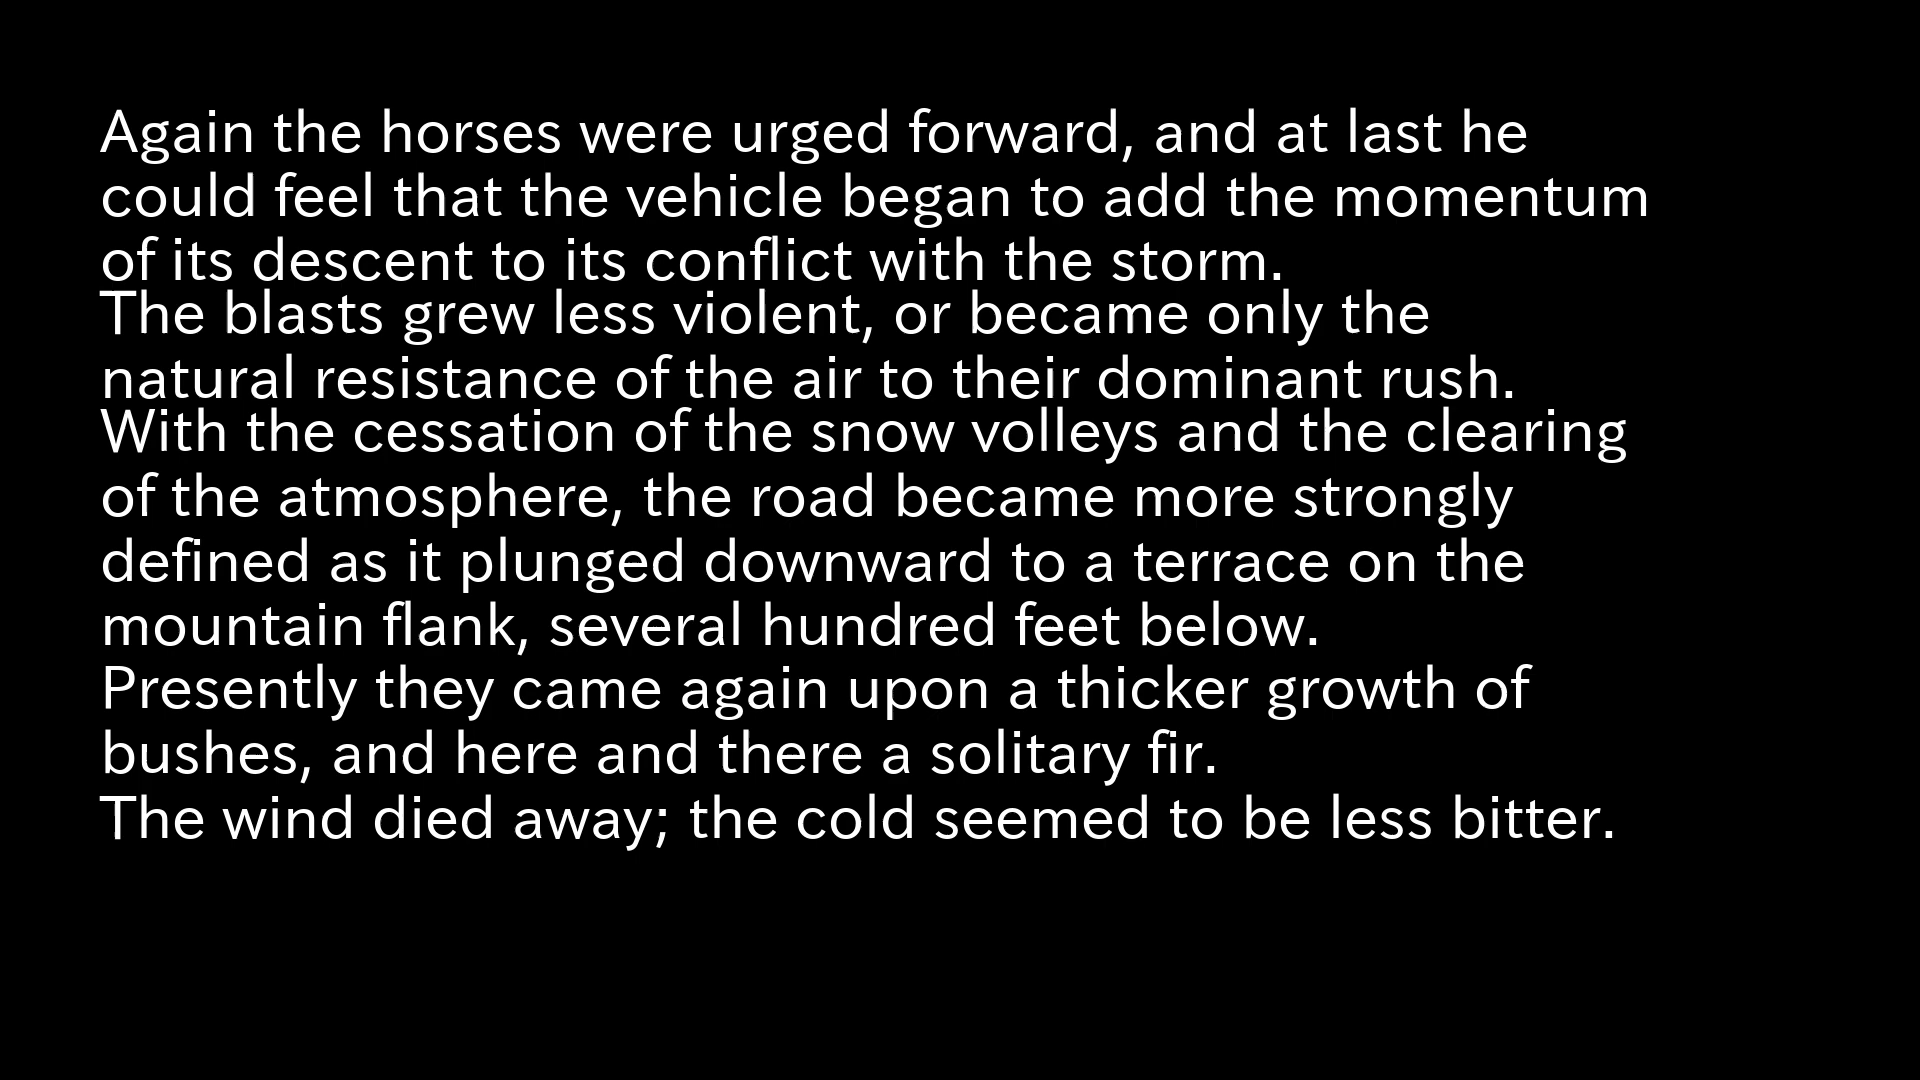 Again the horses were urged forward, and at last he
could feel that the vehicle began to add the momentum
of its descent to its conflict with the storm.
The blasts grew less violent, or became only the
natural resistance of the air to their dominant rush.
With the cessation of the snow volleys and the clearing
of the atmosphere, the road became more strongly
defined as it plunged downward to a terrace on the
mountain flank, several hundred feet below.
Presently they came again upon a thicker growth of
bushes, and here and there a solitary fir.
The wind died away; the cold seemed to be less bitter.